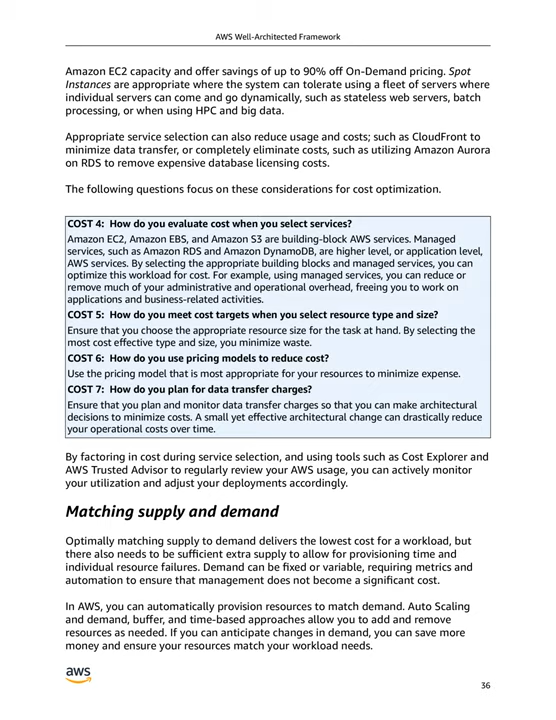 AWS Well-Architected Framework
Amazon EC2 capacity and offer savings of up to 90% off On-Demand pricing. Spot
Instances are appropriate where the system can tolerate using a fleet of servers where
individual servers can come and go dynamically, such as stateless web servers, batch
processing, or when using HPC and big data.
Appropriate service selection can also reduce usage and costs; such as CloudFront to
minimize data transfer, or completely eliminate costs, such as utilizing Amazon Aurora
on RDS to remove expensive database licensing costs.
The following questions focus on these considerations for cost optimization.
COST 4:  How do you evaluate cost when you select services?
Amazon EC2, Amazon EBS, and Amazon S3 are building-block AWS services. Managed
services, such as Amazon RDS and Amazon DynamoDB, are higher level, or application level,
AWS services. By selecting the appropriate building blocks and managed services, you can
optimize this workload for cost. For example, using managed services, you can reduce or
remove much of your administrative and operational overhead, freeing you to work on
applications and business-related activities.
COST 5:  How do you meet cost targets when you select resource type and size?
Ensure that you choose the appropriate resource size for the task at hand. By selecting the
most cost effective type and size, you minimize waste.
COST 6:  How do you use pricing models to reduce cost?
Use the pricing model that is most appropriate for your resources to minimize expense.
COST 7:  How do you plan for data transfer charges?
Ensure that you plan and monitor data transfer charges so that you can make architectural
decisions to minimize costs. A small yet effective architectural change can drastically reduce
your operational costs over time.
By factoring in cost during service selection, and using tools such as Cost Explorer and
AWS Trusted Advisor to regularly review your AWS usage, you can actively monitor
your utilization and adjust your deployments accordingly.
Matching supply and demand
Optimally matching supply to demand delivers the lowest cost for a workload, but
there also needs to be sufficient extra supply to allow for provisioning time and
individual resource failures. Demand can be fixed or variable, requiring metrics and
automation to ensure that management does not become a significant cost.
In AWS, you can automatically provision resources to match demand. Auto Scaling
and demand, buffer, and time-based approaches allow you to add and remove
resources as needed. If you can anticipate changes in demand, you can save more
money and ensure your resources match your workload needs.
aws
36